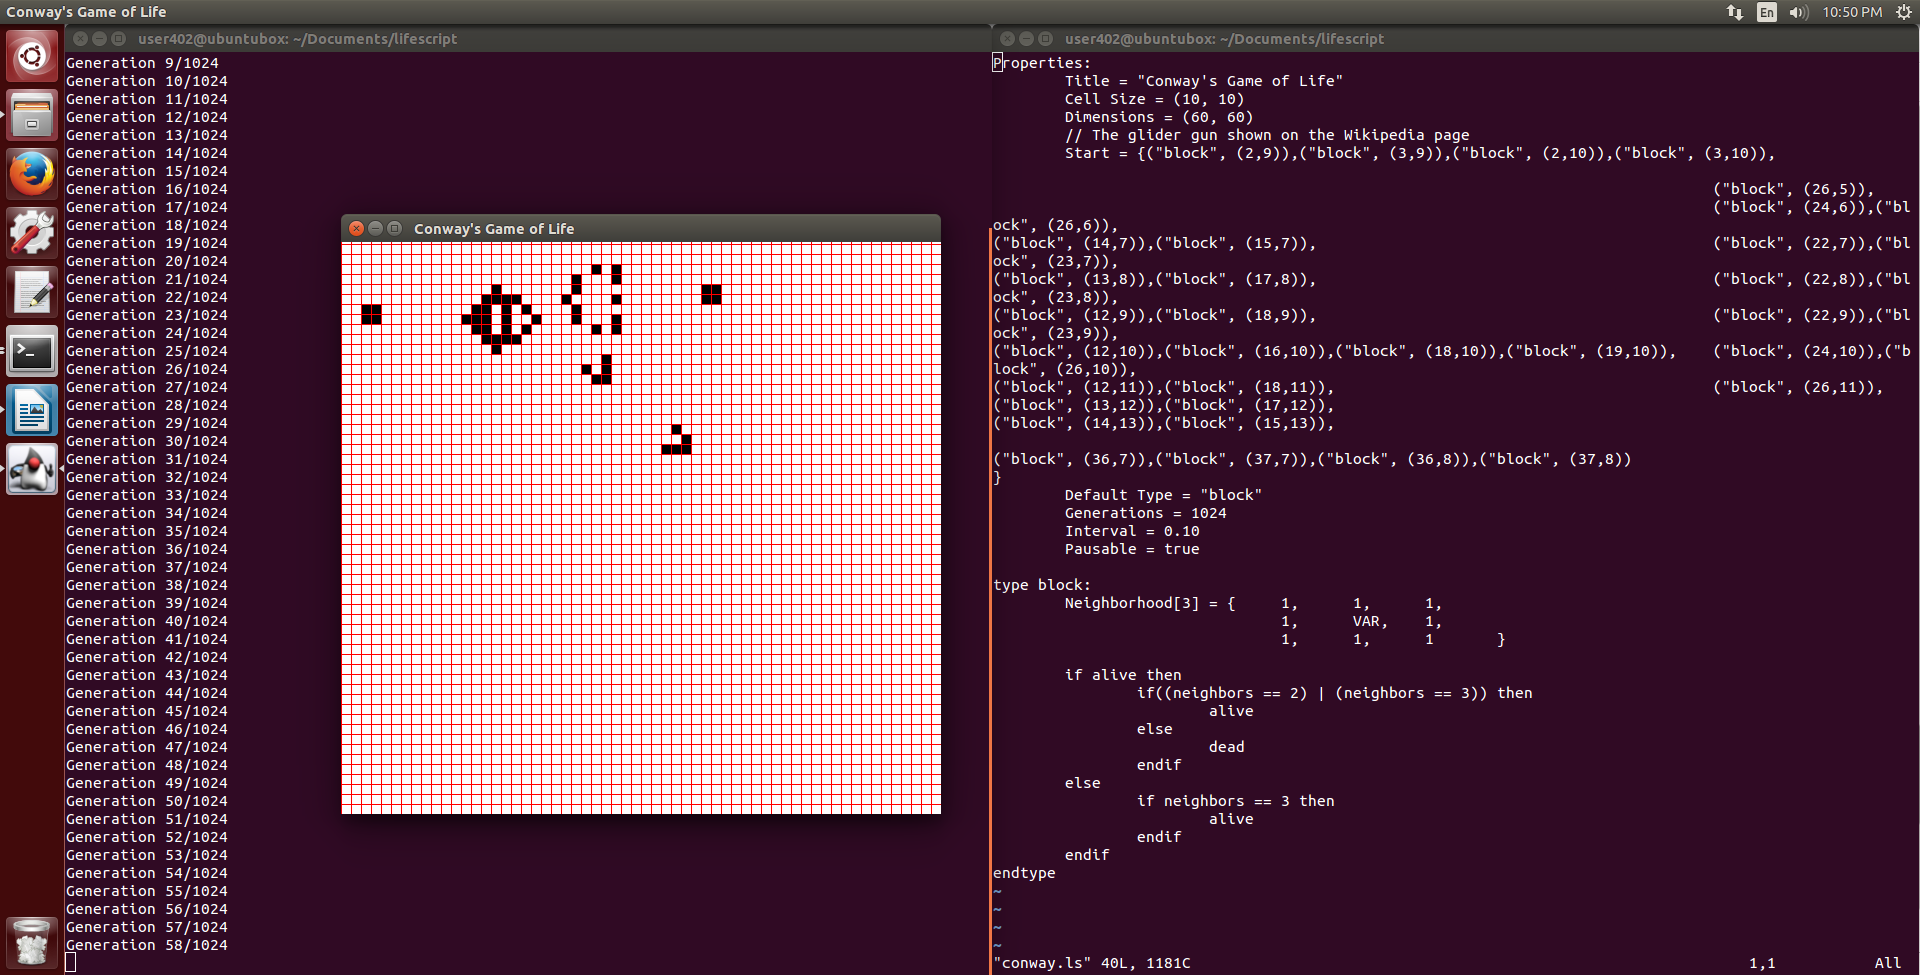 Conway's Game of Life
En
10:50 PM
user402@ubuntubox: ~/Documents/lifescript
Generation 9/1024
Generation 10/1024
Generation 11/1024
Generation 12/1024
Generation 13/1024
Generation 14/1024
Generation 15/1024
Generation 16/1024
Generation 17/1024
Generation 18/1024
Generation 19/1024
Generation 20/1024
Generation 21/1024
Generation 22/1024
Generation 23/1024
Generation 24/1024
Generation 25/1024
Generation 26/1024
Generation 27/1024
Generation 28/1024
Generation 29/1024
Generation 30/1024
Generation 31/1024
Generation 32/1024
Generation 33/1024
Generation 34/1024
Generation 35/1024
Generation 36/1024
Generation 37/1024
Generation 38/1024
Generation 39/1024
Generation 40/1024
Generation 41/1024
Generation 42/1024
Generation 43/1024
Generation 44/1024
Generation 45/1024
Generation 46/1024
Generation 47/1024
Generation 48/1024
Generation 49/1024
Generation 50/1024
Generation 51/1024
Generation 52/1024
Generation 53/1024
Generation 54/1024
Generation 55/1024
Generation 56/1024
Generation 57/1024
Generation 58/1024
Conway's Game of Life
user402@ubuntubox: ~/Documents/lifescript
Properties:
Title = "Conway's Game of Life"
Cell Size = (10, 10)
Dimensions = (60, 60)
// The glider gun shown on the Wikipedia page
Start = {("block", (2,9)),("block", (3,9)),("block", (2,10)),("block", (3,10)),
("block", (26,5)),
("block", (24,6)),("bl
ock", (26,6)),
("block", (14,7)),("block", (15,7)), ("block", (22,7)),("bl
ock", (23,7)),
("block", (13,8)),("block", (17,8)), ("block", (22,8)),("bl
ock", (23,8)),
("block", (12,9)),("block", (18,9)), ("block", (22,9)),("bl
ock", (23,9)),
("block", (12,10)),("block", (16,10)),("block", (18,10)),("block", (19,10)), ("block", (24,10)),("b
lock", (26,10)),
("block", (12,11)),("block", (18,11)), ("block", (26,11)),
("block", (13,12)),("block", (17,12)),
("block", (14,13)),("block", (15,13)),
("block", (36,7)),("block", (37,7)),("block", (36,8)),("block", (37,8))
}
Default Type = "block"
Generations = 1024
Interval = 0.10
Pausable = true
type block:
Neighborhood[3] = { 1, 1, 1,
1, VAR, 1,
1, 1, 1 }
if alive then
if((neighbors == 2) | (neighbors == 3)) then
alive
else
dead
endif
else
if neighbors == 3 then
alive
endif
endif
endtype
~
~
~
~
"conway.ls" 40L, 1181C 1,1 All